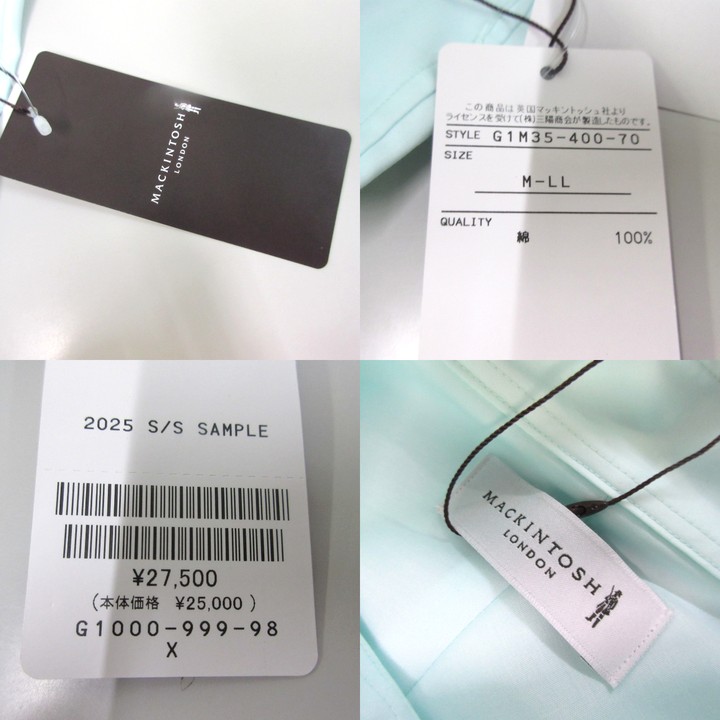 MACKINTOSH
LONDON
この商品は英国マッキントッシュ社より
ライセンスを受けて(株)三陽商会が製造したものです。
STYLE G1M35-400-70
SIZE
M-LL
QUALITY
綿 100%
2025 S/S SAMPLE
¥27,500
(本体価格 ¥25,000 )
G1000-999-98
X
MACKINTOSH
LONDON